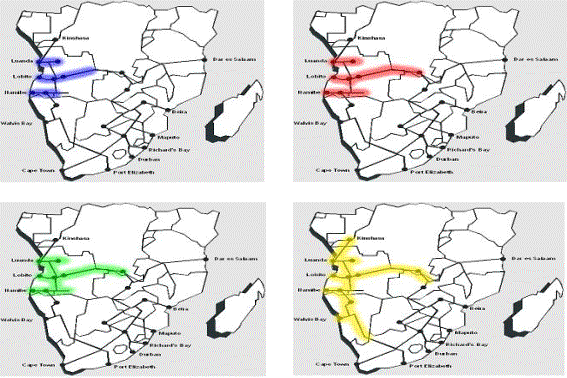 Kinshasa
Luanda
Dar es Salaam
Lobito
Namibe
Beira
Walvis Bay
Maputo
Richard's Bay
Durban
Cape Town
Port Elizabeth
Kinshasa
Luanda
Dar es Salaam
Lobito
Namibe
Beira
Walvis Bay
Maputo
Richard's Bay
Durban
Cape Town
Port Elizabeth
Kinshasa
Luanda
Dar es Salaam
Lobito
Namibe
Beira
Walvis Bay
Maputo
Richard's Bay
Durban
Cape Town
Port Elizabeth
Kinshasa
Luanda
Dar es Salaam
Lobito
Namibe
Beira
Walvis Bay
Maputo
Richard's Bay
Durban
Cape Town
Port Elizabeth